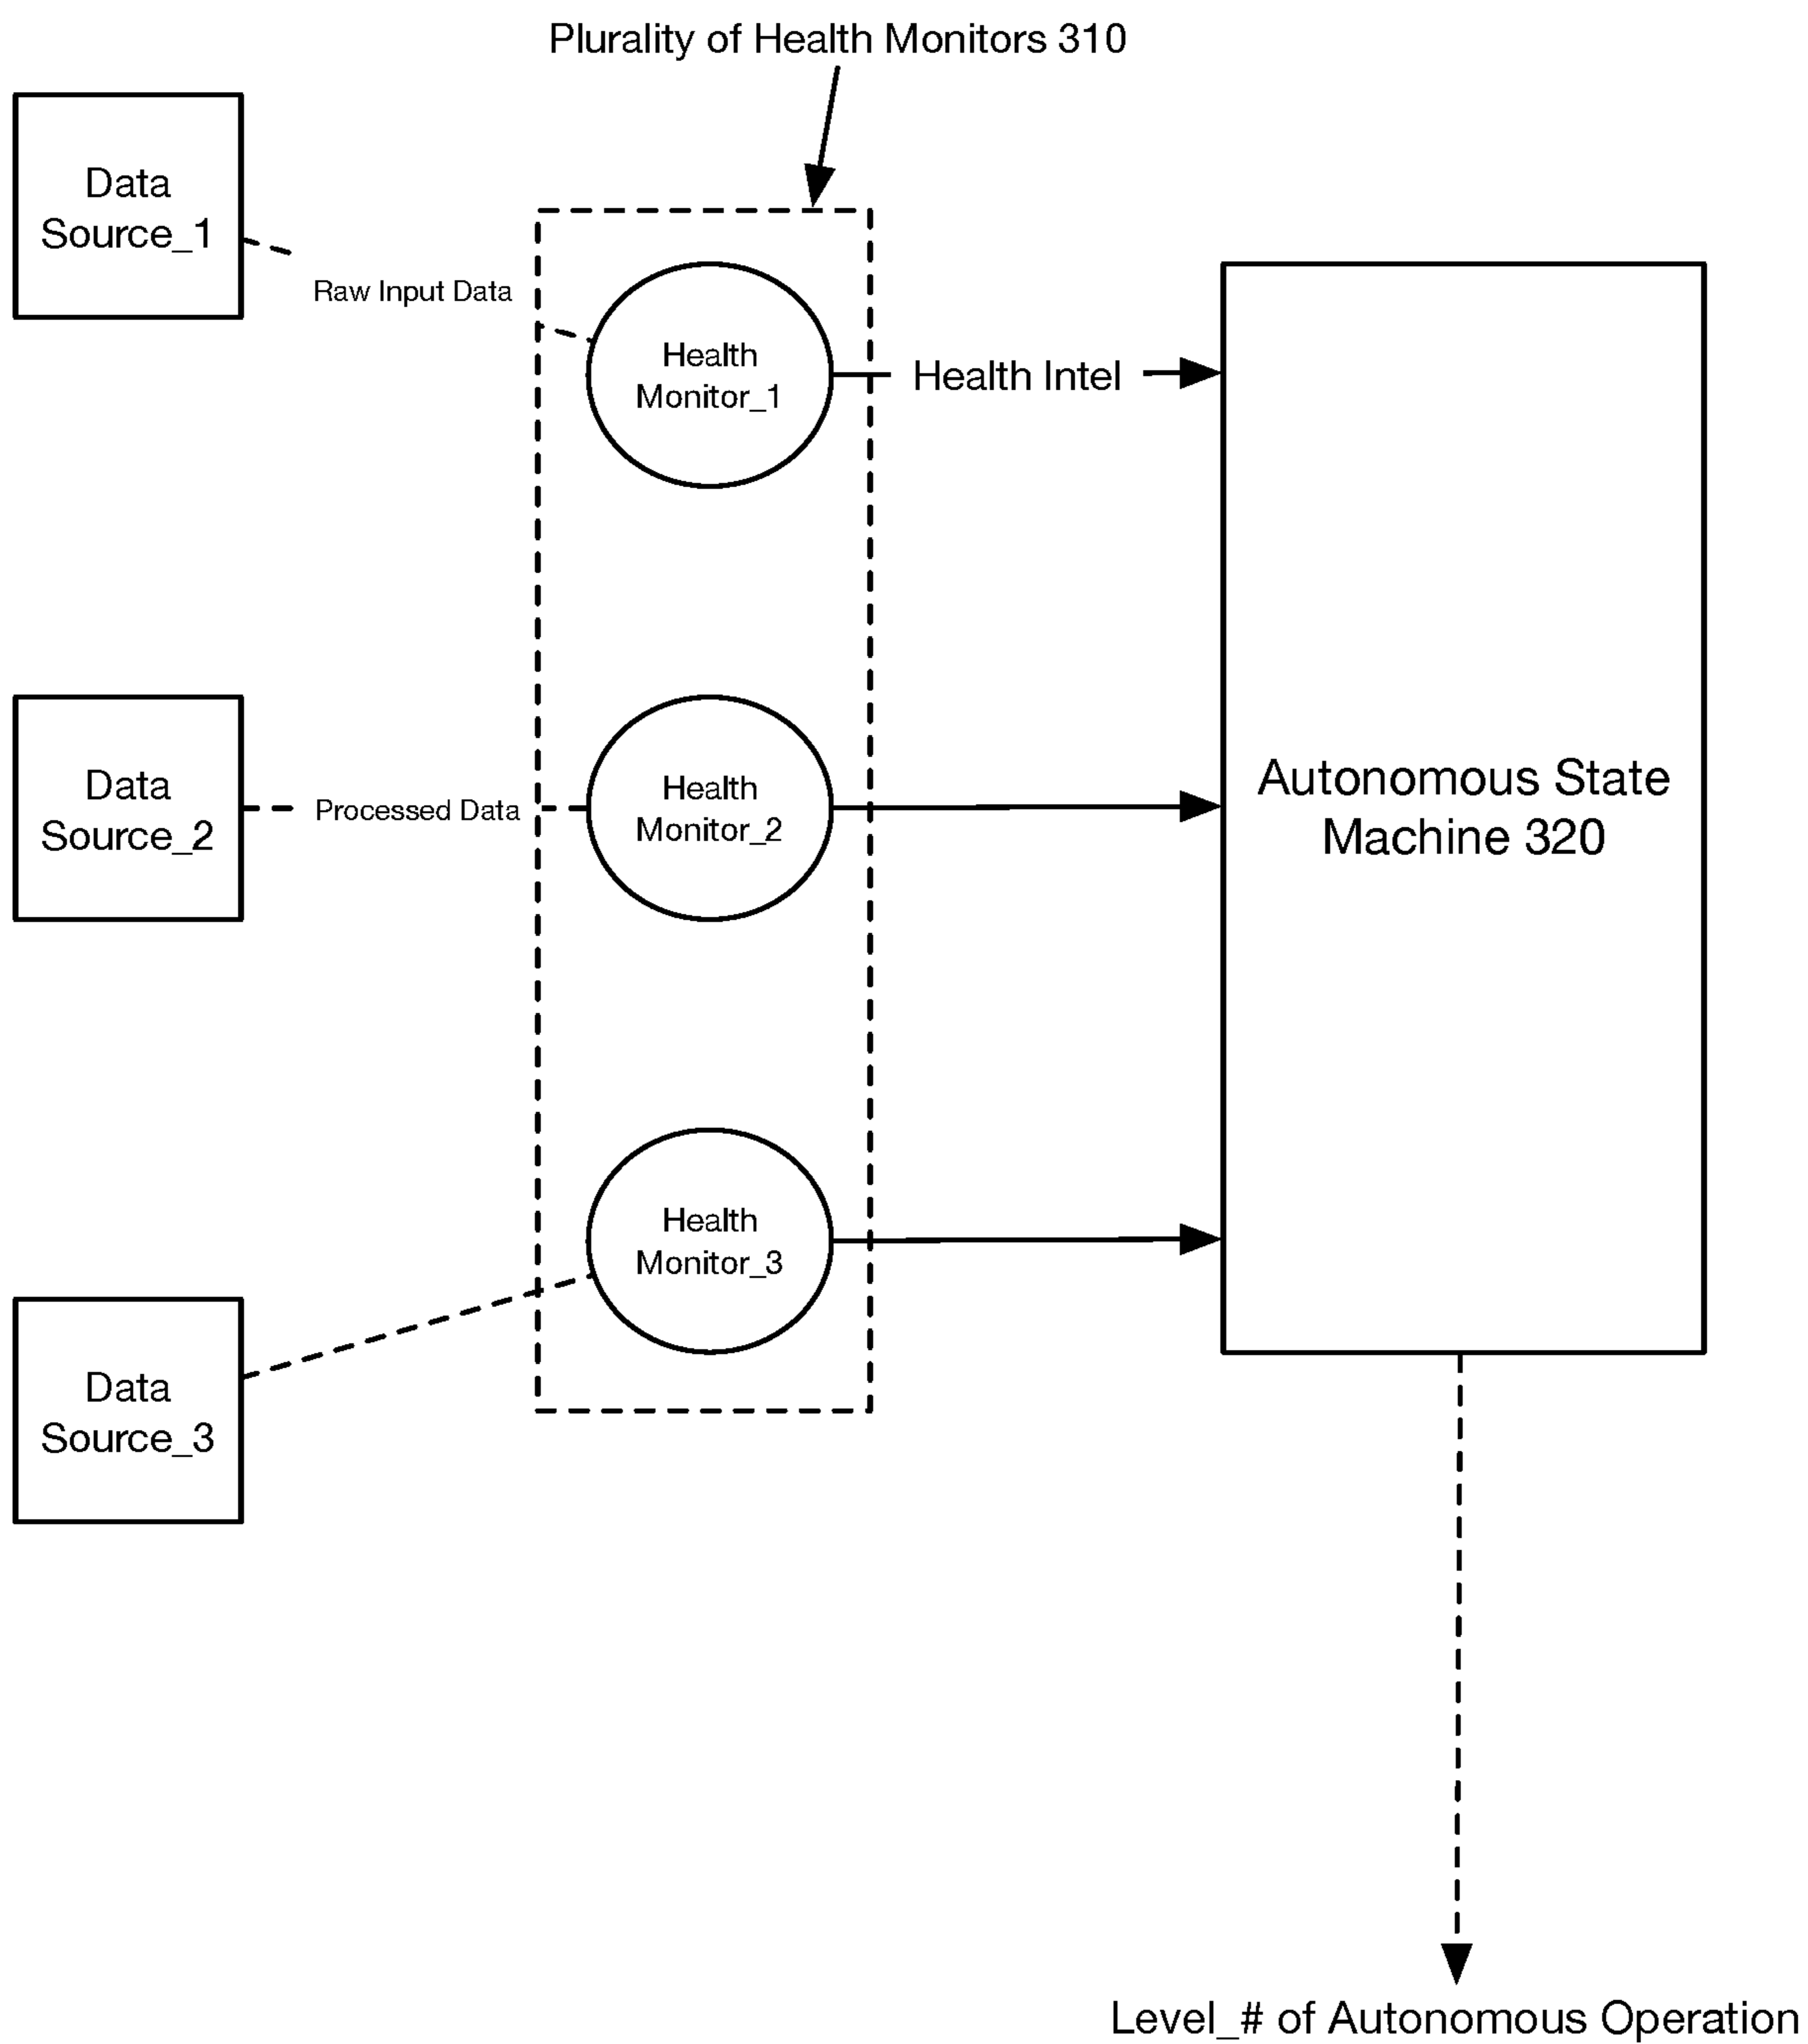 Plurality of Health Monitors 310
Data
Source_1
Raw Input Data
Health
Monitor_1
Health Intel
Data
Source_2
Processed Data
Health
Monitor_2
Autonomous State
Machine 320
Health
Monitor_3
Data
Source_3
Level_# of Autonomous Operation